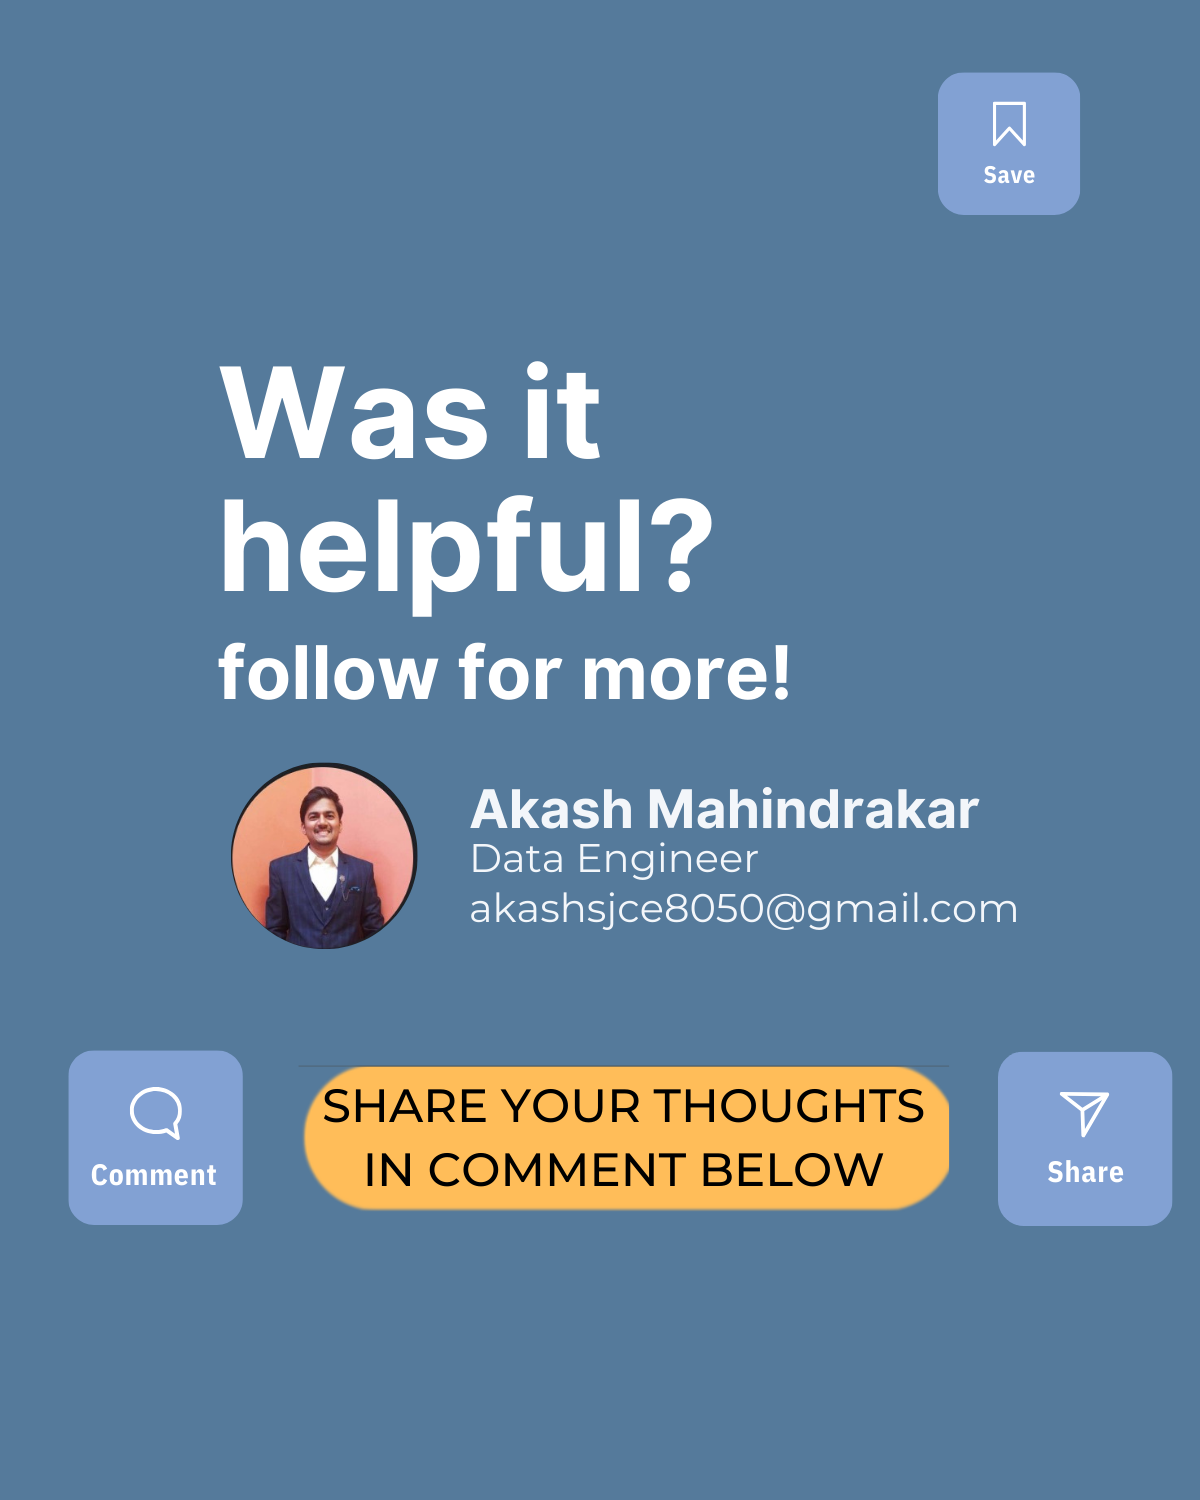 Save
Was it
helpful?
follow for more!
Akash Mahindrakar
Data Engineer
akashsjce8050@gmail.com
Comment
SHARE YOUR THOUGHTS
IN COMMENT BELOW
Share